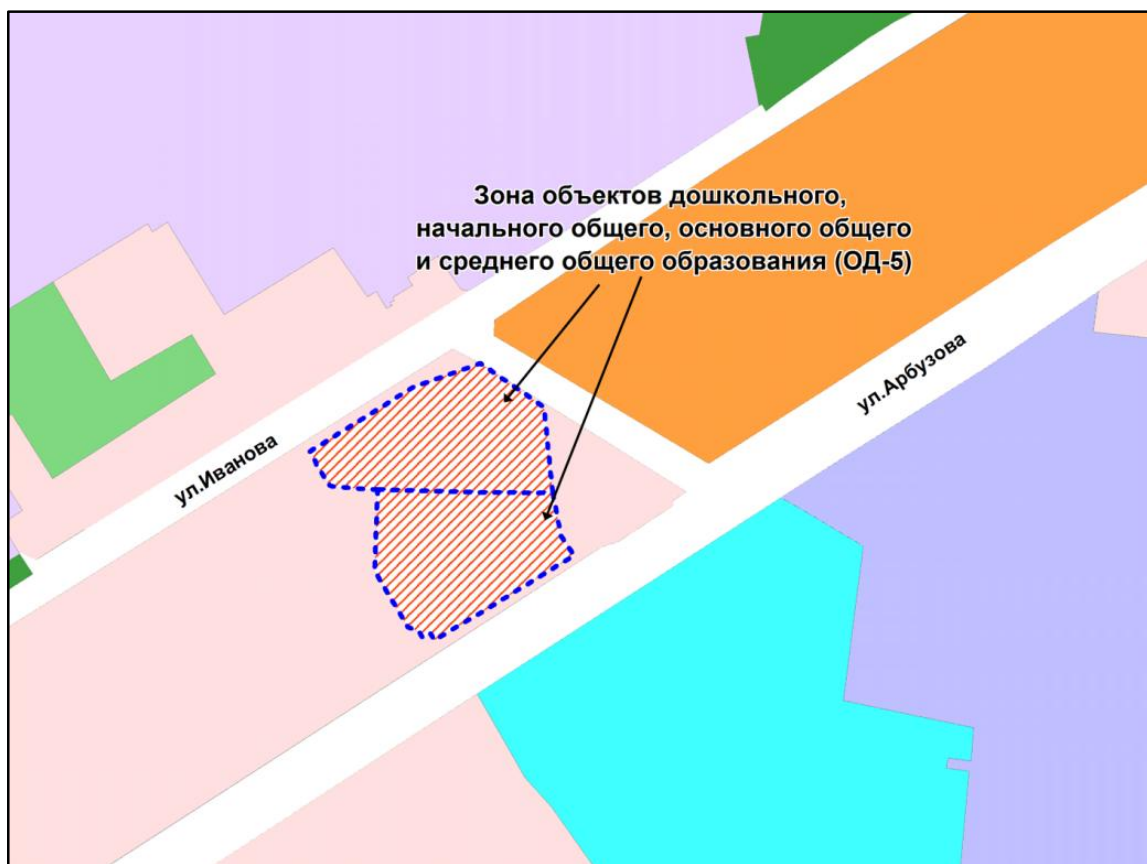 Зона объектов дошкольного,
начального общего, основного общего
и среднего общего образования (ОД-5)
ул.Арбузова
ул.Иванова